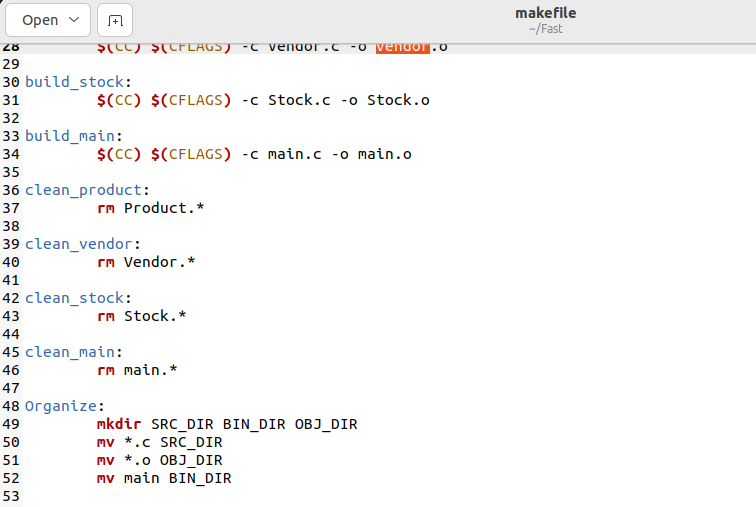 Open
makefile
~/Fast
28 $(CC) $(CFLAGS) -c Vendor.c -o Vendor.o
29
30 build_stock:
31 $(CC) $(CFLAGS) -c Stock.c -o Stock.o
32
33 build_main:
34 $(CC) $(CFLAGS) -c main.c -o main.o
35
36 clean_product:
37 rm Product.*
38
39 clean_vendor:
40 rm Vendor.*
41
42 clean_stock:
43 rm Stock.*
44
45 clean_main:
46 rm main.*
47
48 Organize:
49 mkdir SRC_DIR BIN_DIR OBJ_DIR
50 mv *.c SRC_DIR
51 mv *.o OBJ_DIR
52 mv main BIN_DIR
53